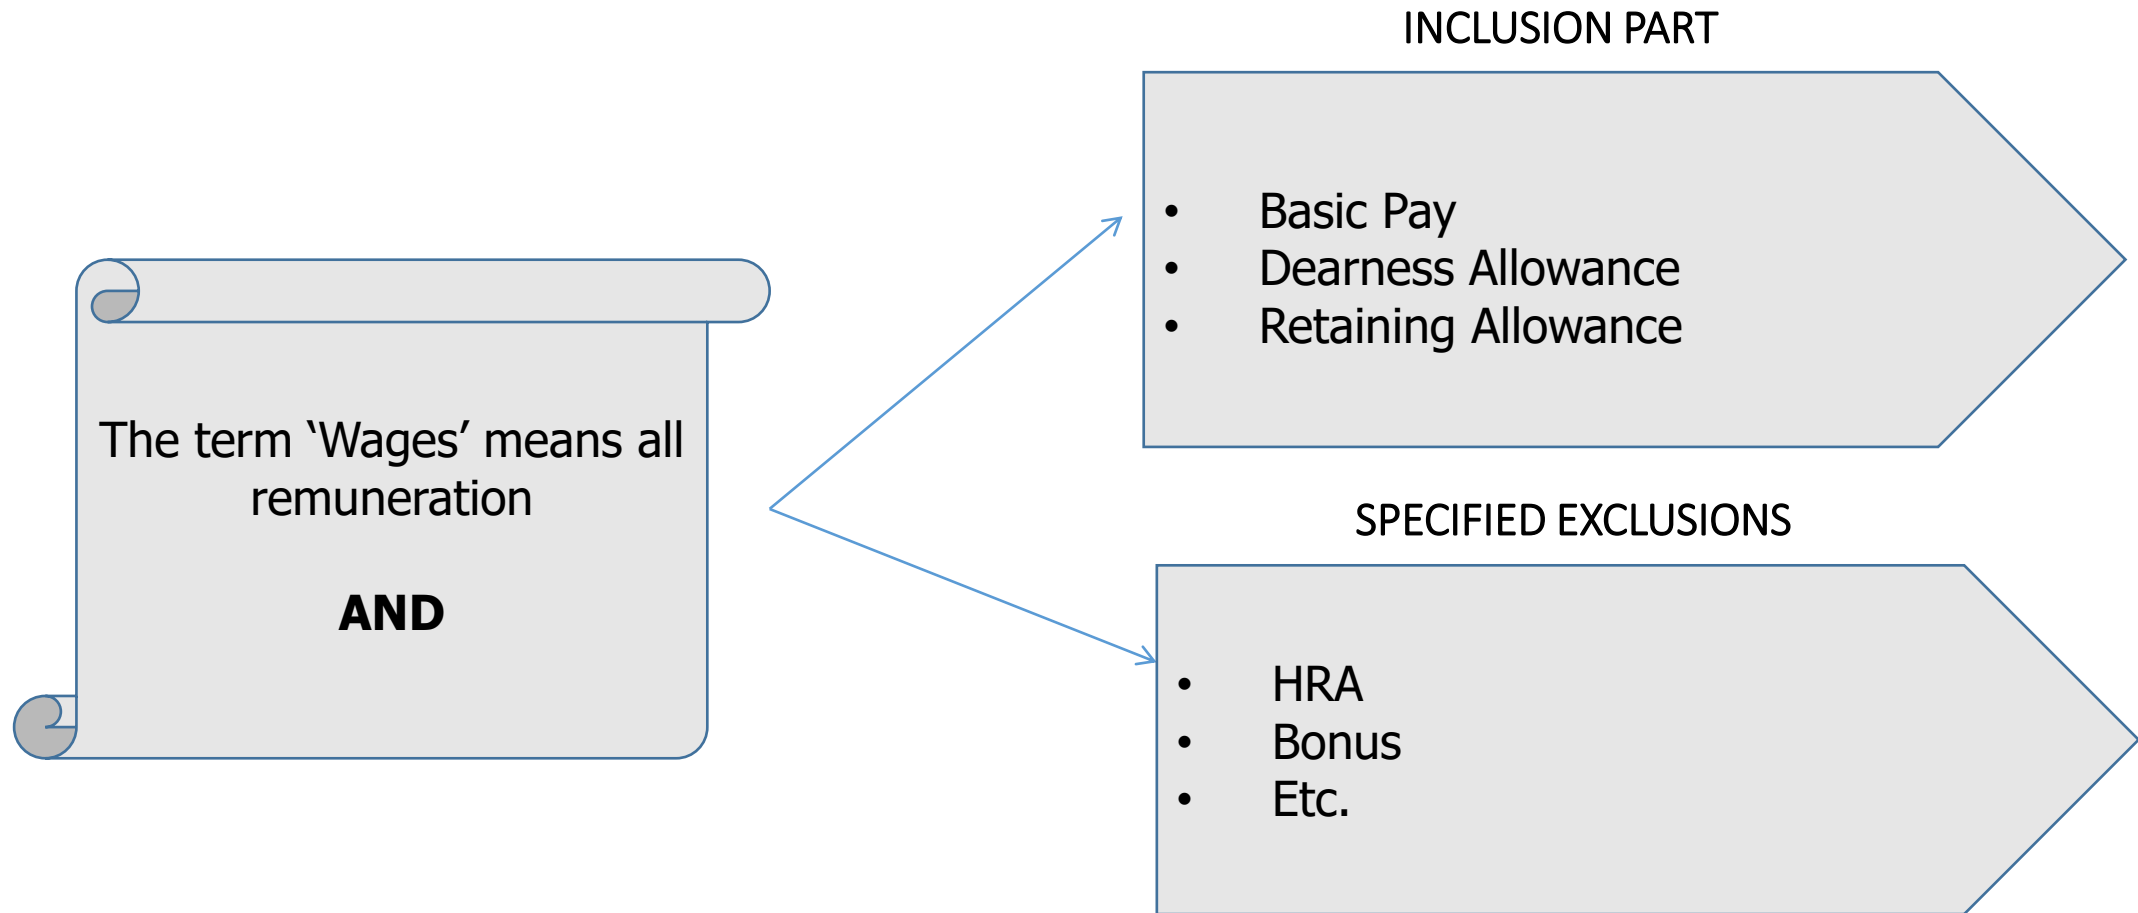 The term ‘Wages’ means all
remuneration
AND
INCLUSION PART
• Basic Pay
• Dearness Allowance
• Retaining Allowance
SPECIFIED EXCLUSIONS
• HRA
• Bonus
• Etc.